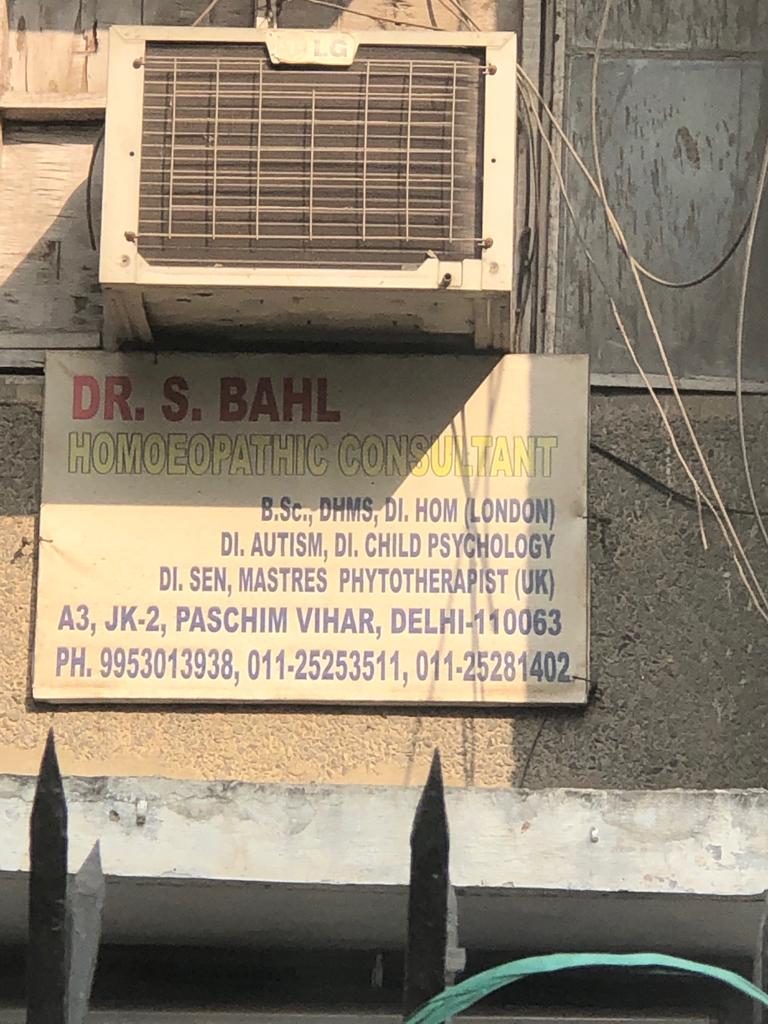 LG
DR. S. BAHL
HOMOEOPATHIC CONSULTANT
B.Sc., DHMS, DI. HOM (LONDON)
DI. AUTISM, DI. CHILD PSYCHOLOGY
DI. SEN, MASTRES PHYTOTHERAPIST (UK)
A3, JK-2, PASCHIM VIHAR, DELHI-110063
PH. 9953013938, 011-25253511, 011-25281402